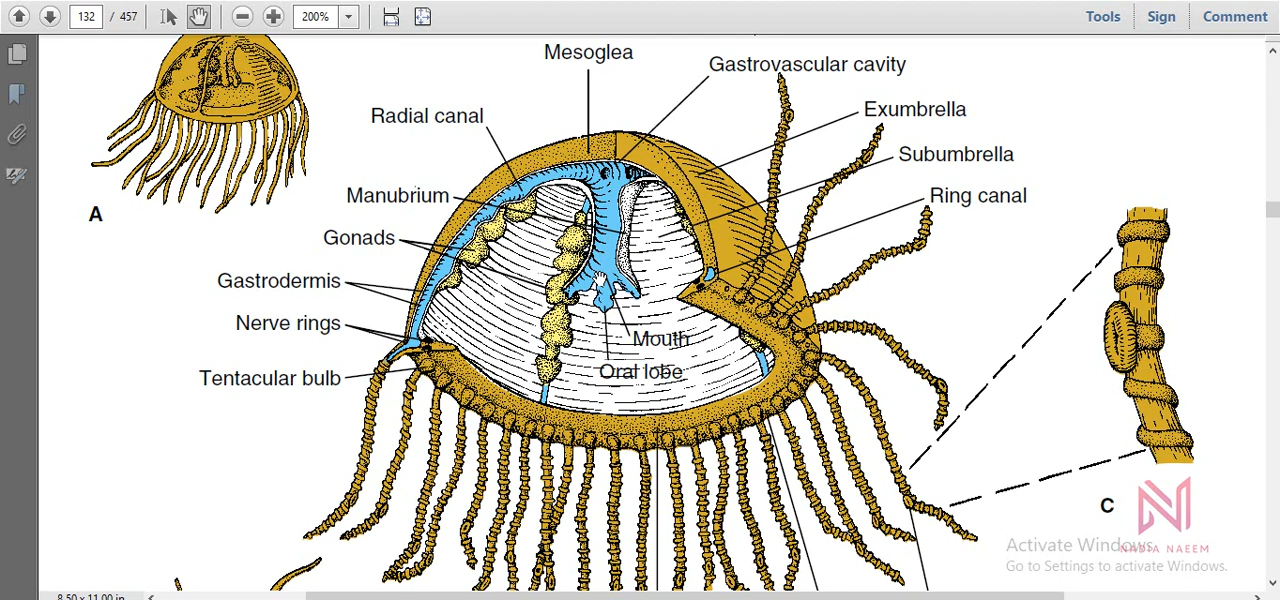 132 / 457
200%
Tools
Sign
Comment
Mesoglea
Gastrovascular cavity
Radial canal
Exumbrella
Subumbrella
Manubrium
Ring canal
A
Gonads
Gastrodermis
Nerve rings
Mouth
Oral lobe
Tentacular bulb
C
Activate Windows
NADIA NAEEM
Go to Settings to activate Windows.
8.50 x 11.00 in